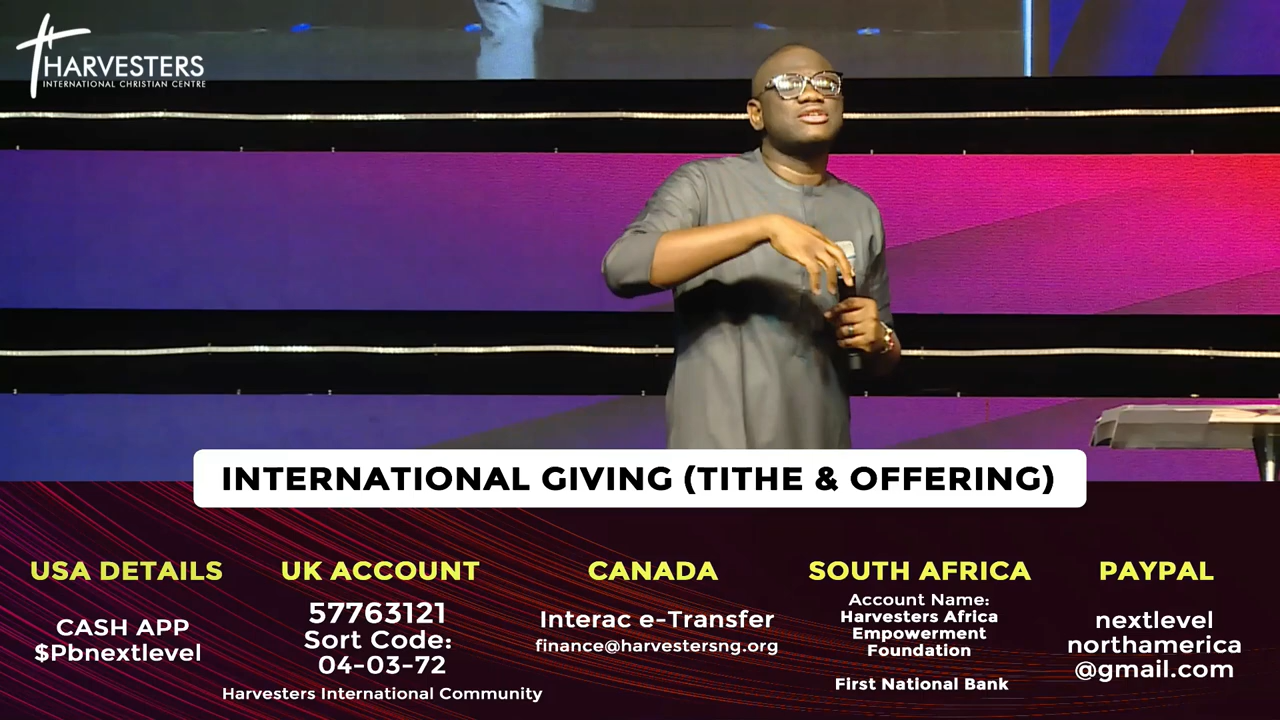 HARVESTERS
INTERNATIONAL CHRISTIAN CENTRE
INTERNATIONAL GIVING (TITHE & OFFERING)
USA DETAILS
CASH APP
$Pbnextlevel
UK ACCOUNT
57763121
Sort Code:
04-03-72
Harvesters International Community
CANADA
Interac e-Transfer
finance@harvestersng.org
SOUTH AFRICA
Account Name:
Harvesters Africa
Empowerment
Foundation
First National Bank
PAYPAL
nextlevel
northamerica
@gmail.com